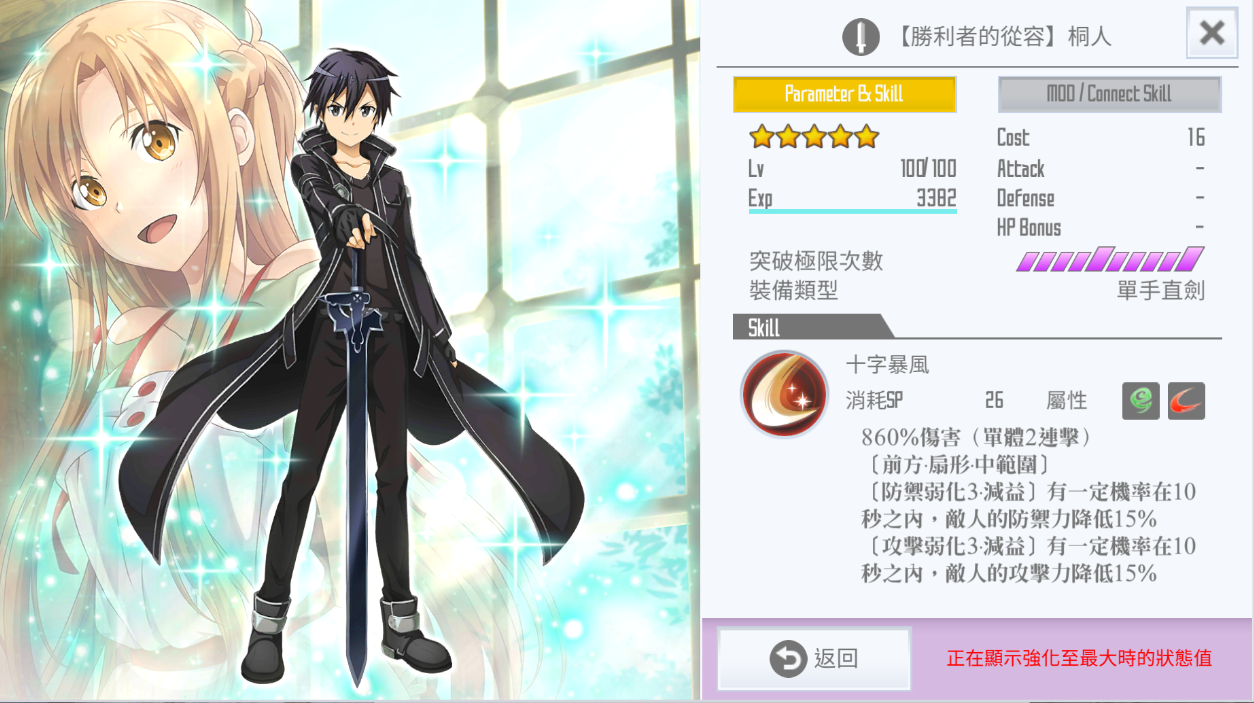 【勝利者的從容】桐人
Parameter & Skill
MOD / Connect Skill
Lv 100/100
Exp 3382
Cost 16
Attack -
Defense -
HP Bonus -
突破極限次數
裝備類型 單手直劍
Skill
十字暴風
消耗SP 26 屬性
860%傷害（單體2連擊）
〔前方·扇形·中範圍〕
〔防禦弱化3·減益〕有一定機率在10
秒之內，敵人的防禦力降低15%
〔攻擊弱化3·減益〕有一定機率在10
秒之內，敵人的攻擊力降低15%
返回
正在顯示強化至最大時的狀態值